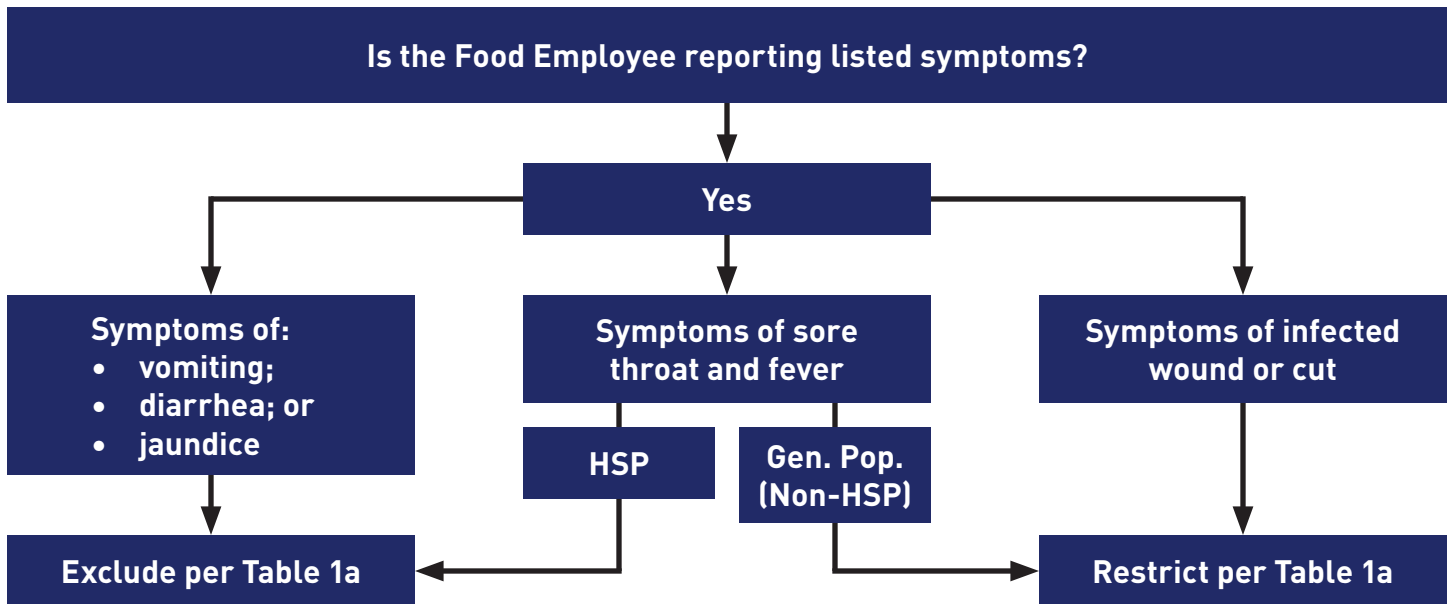 Is the Food Employee reporting listed symptoms?
Yes
Symptoms of:
• vomiting;
• diarrhea; or
• jaundice
Symptoms of sore
throat and fever
Symptoms of infected
wound or cut
HSP
Gen. Pop.
(Non-HSP)
Exclude per Table 1a
Restrict per Table 1a